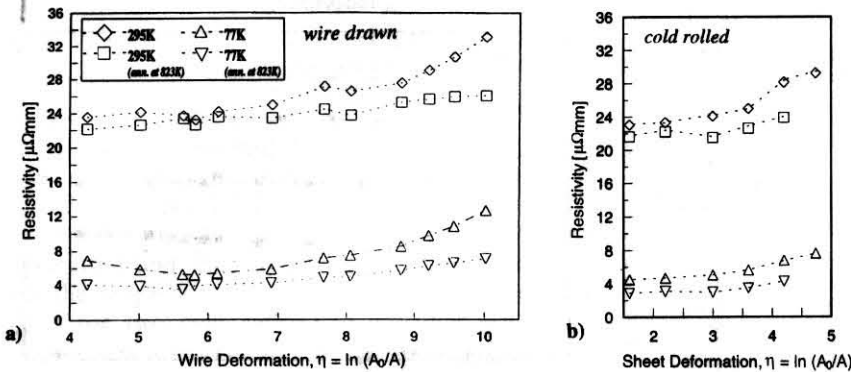 36
32
28
24
20
16
12
8
4
0
Resistivity [μΩmm]
295K 77K
295K 77K
(ann. at 823K) (ann. at 823K)
wire drawn
4 5 6 7 8 9 10
a)
Wire Deformation, η = ln (A₀/A)
36
32
28
24
20
16
12
8
4
0
Resistivity [μΩmm]
cold rolled
2 3 4 5
b)
Sheet Deformation, η = ln (A₀/A)